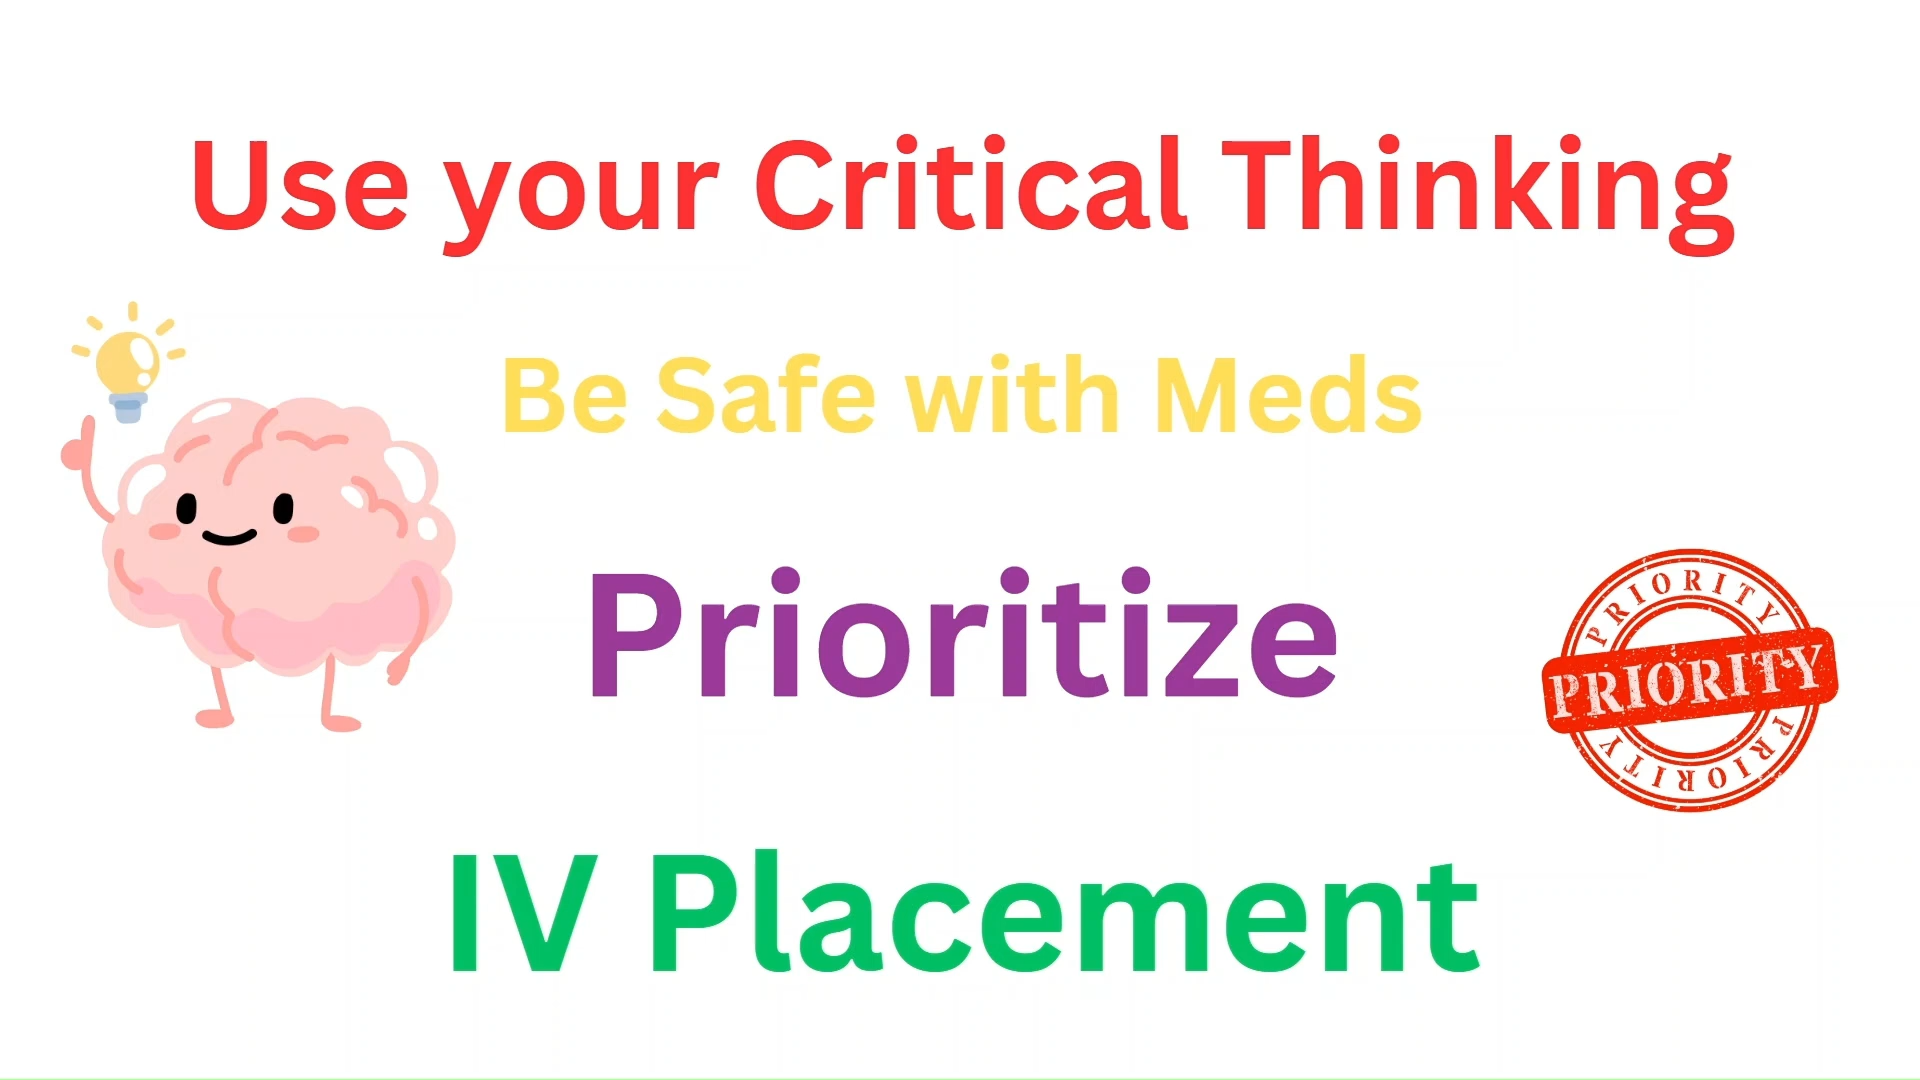 Use your Critical Thinking
Be Safe with Meds
Prioritize
PRIORITY
PRIORITY
PRIORITY
IV Placement